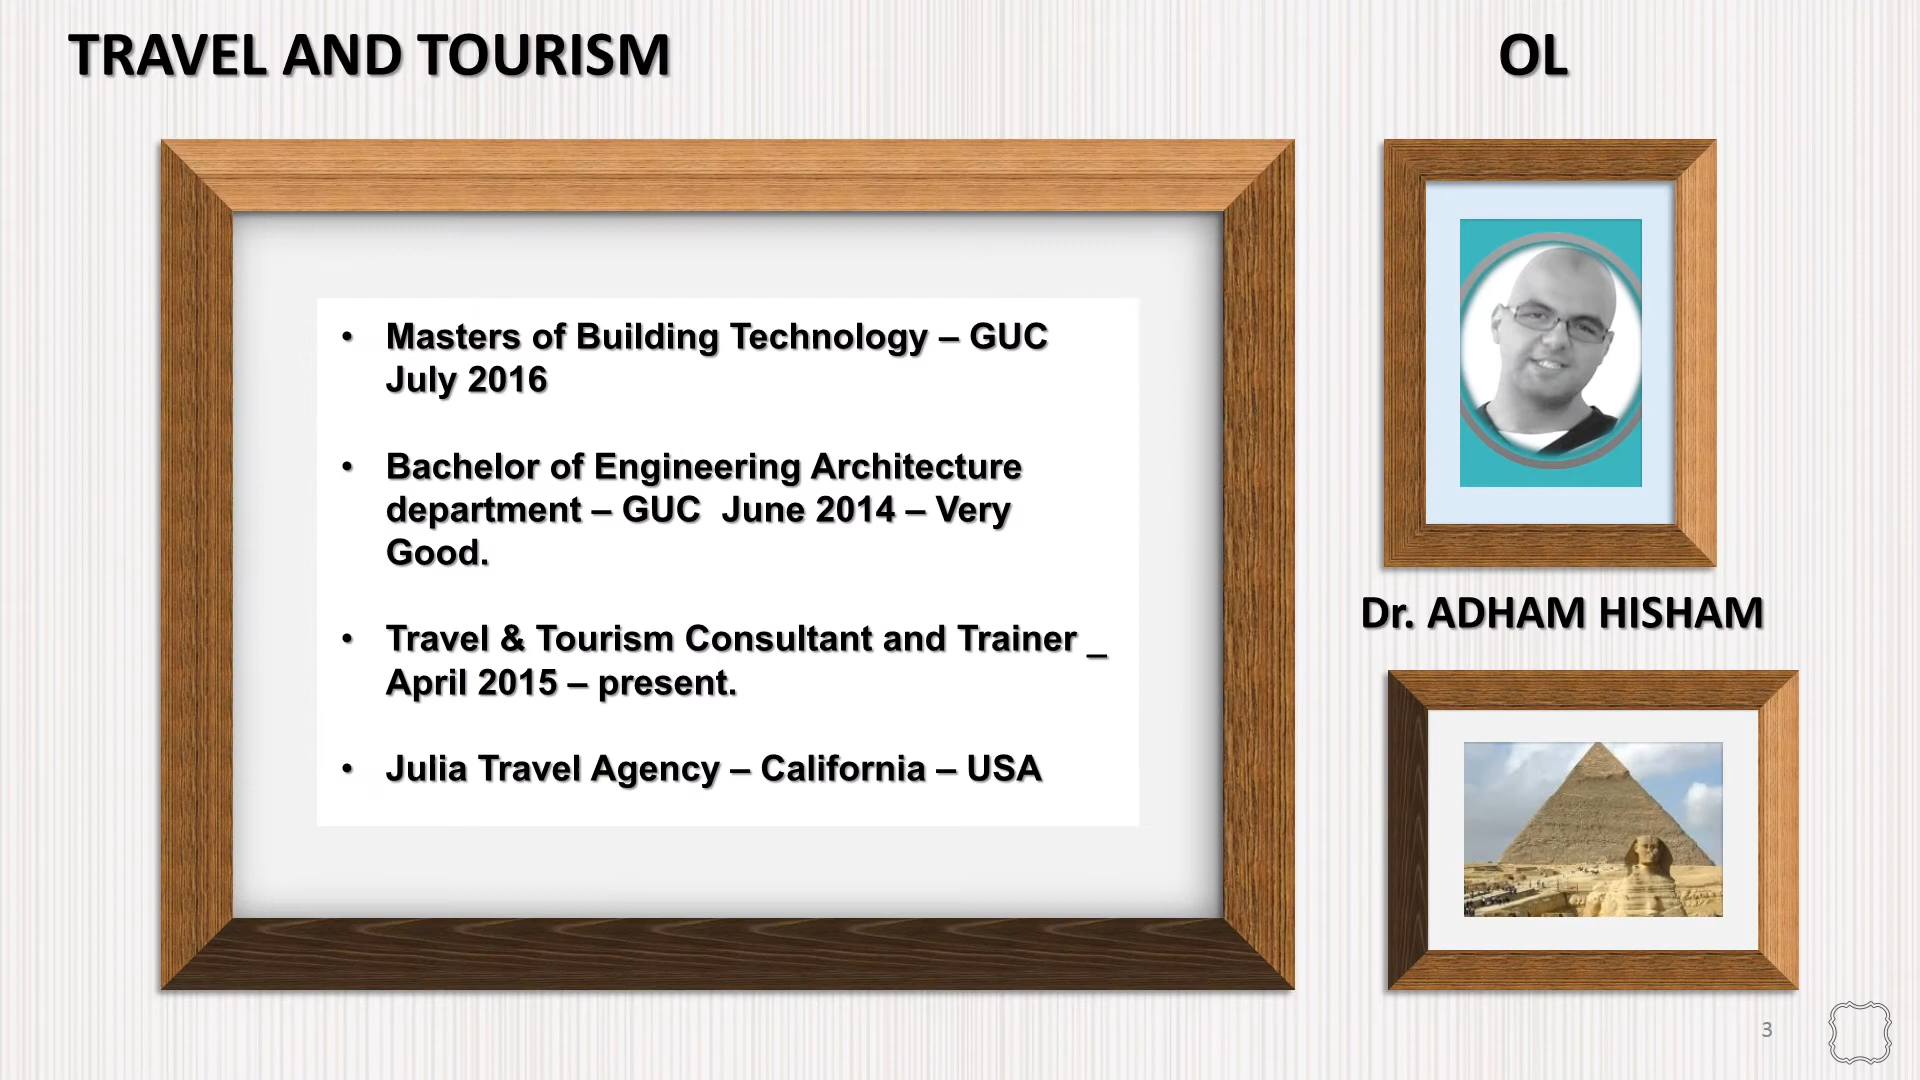 TRAVEL AND TOURISM
OL
• Masters of Building Technology – GUC
July 2016
• Bachelor of Engineering Architecture
department – GUC  June 2014 – Very
Good.
• Travel & Tourism Consultant and Trainer _
April 2015 – present.
• Julia Travel Agency – California – USA
Dr. ADHAM HISHAM
3